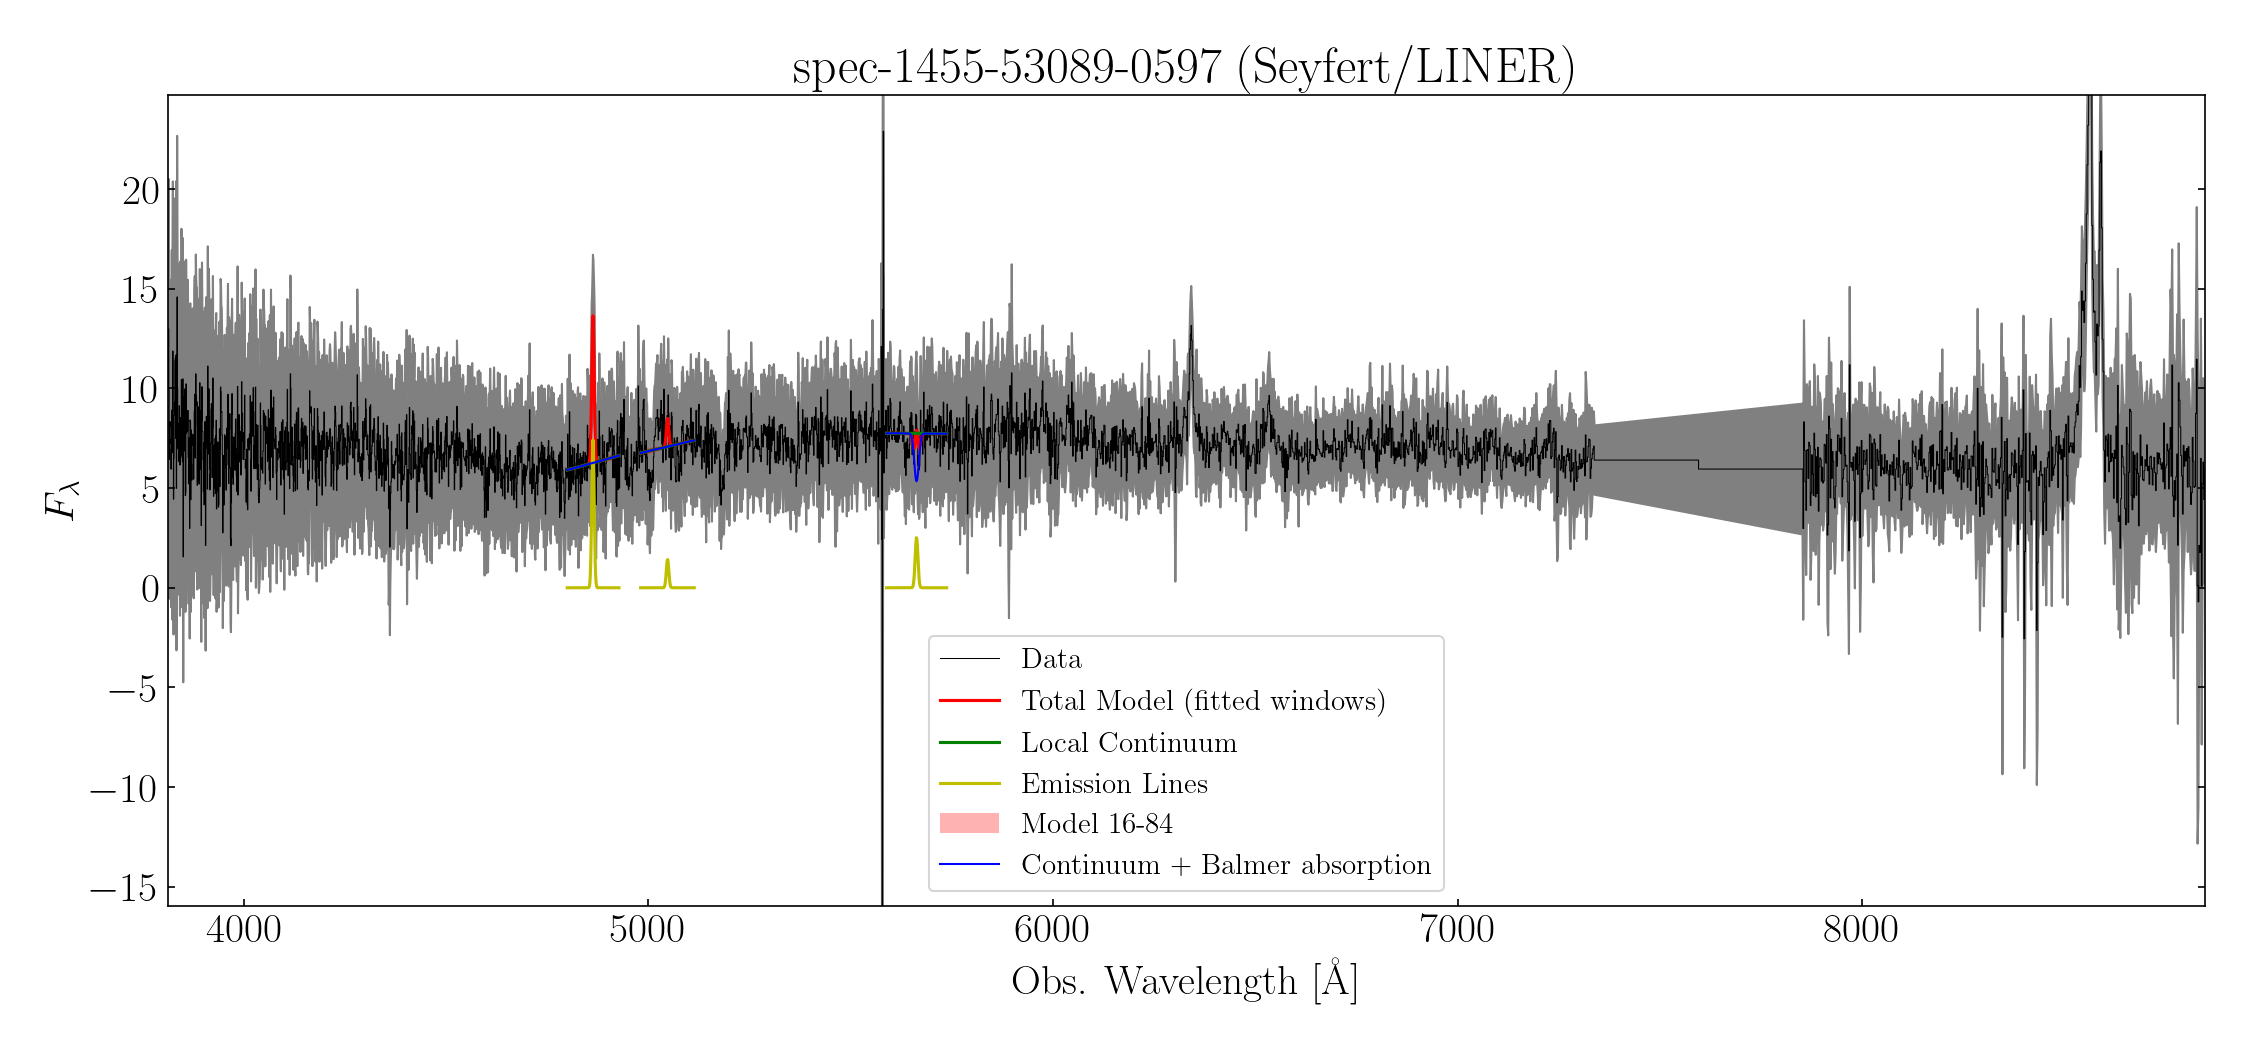 spec-1455-53089-0597 (Seyfert/LINER)
F_λ
20
15
10
5
0
−5
−10
−15
4000
5000
6000
7000
8000
Obs. Wavelength [Å]
Data
Total Model (fitted windows)
Local Continuum
Emission Lines
Model 16-84
Continuum + Balmer absorption